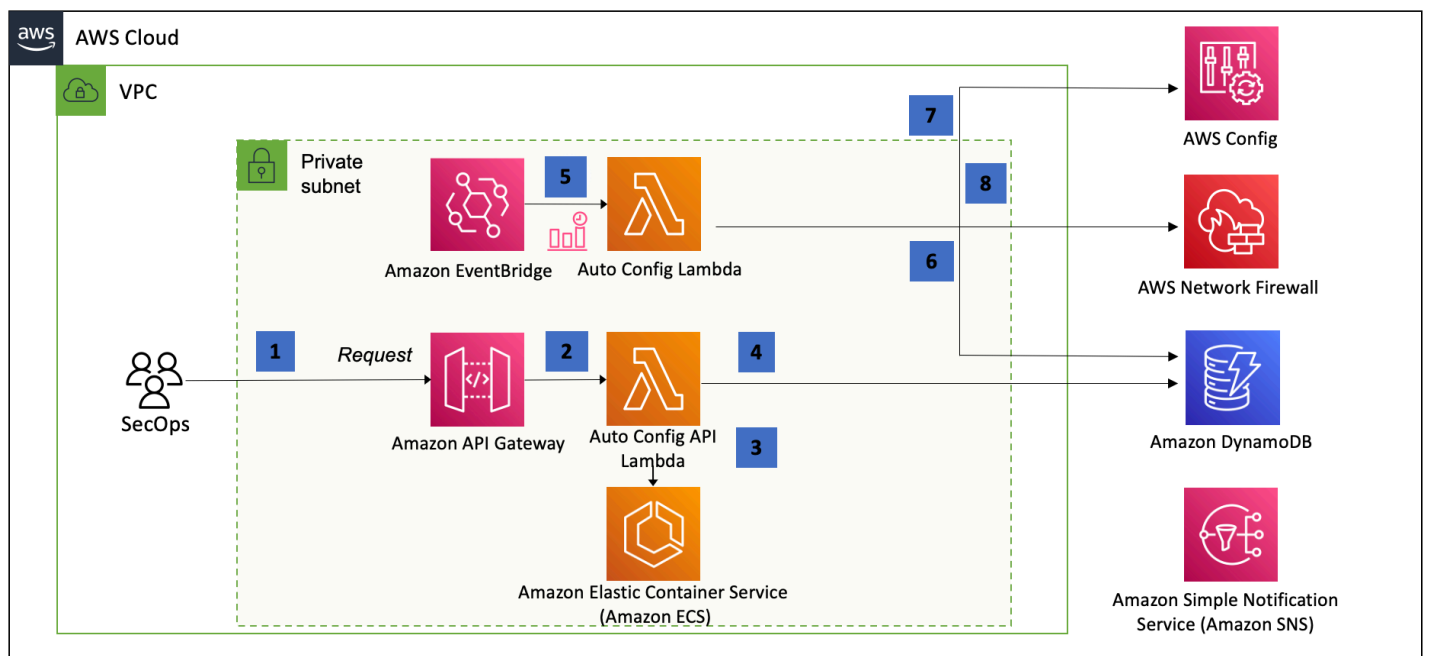 aws
AWS Cloud
VPC
7
AWS Config
Private
subnet
5
8
Amazon EventBridge
Auto Config Lambda
6
AWS Network Firewall
1
Request
2
4
SecOps
Amazon API Gateway
Auto Config API
Lambda
3
Amazon DynamoDB
Amazon Elastic Container Service
(Amazon ECS)
Amazon Simple Notification
Service (Amazon SNS)